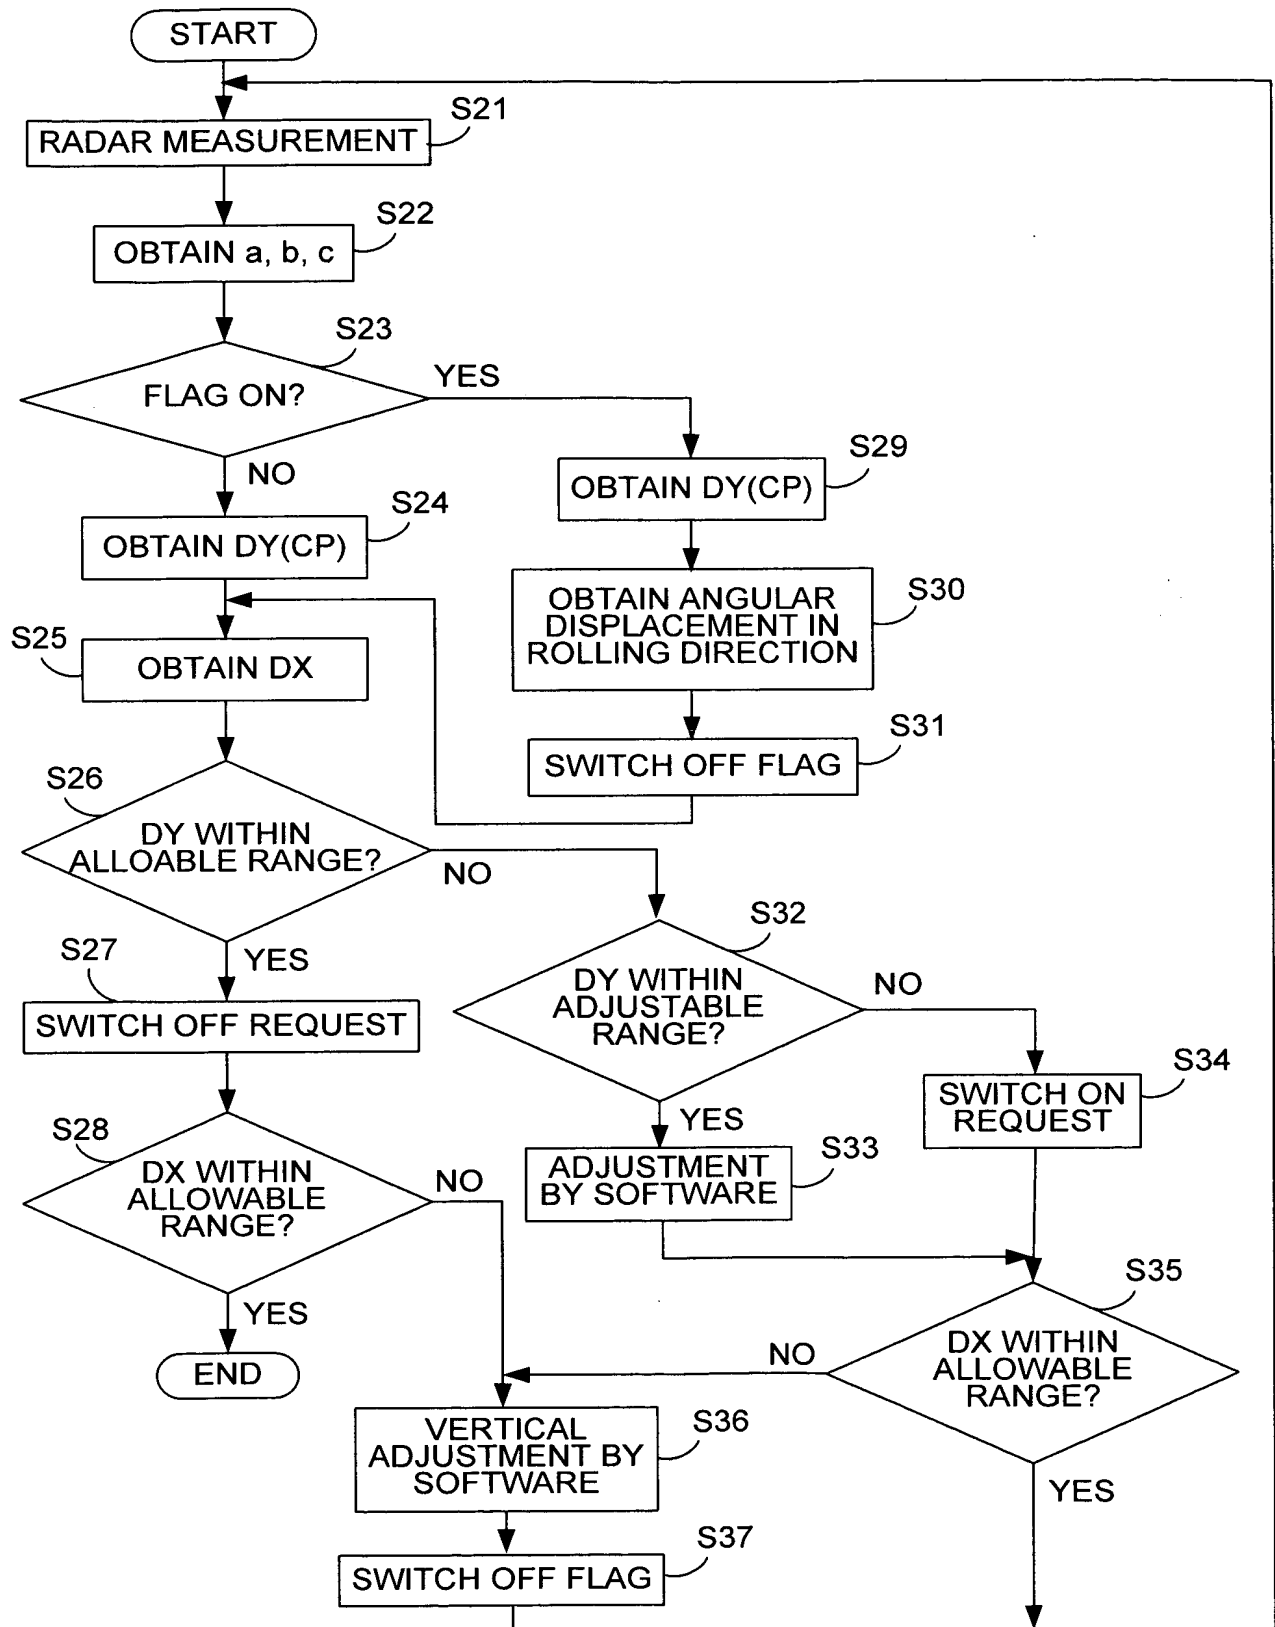 START
S21
RADAR MEASUREMENT
S22
OBTAIN a, b, c
S23
FLAG ON?
YES
NO
S24
OBTAIN DY(CP)
S29
OBTAIN DY(CP)
S30
OBTAIN ANGULAR
DISPLACEMENT IN
ROLLING DIRECTION
S25
OBTAIN DX
S31
SWITCH OFF FLAG
S26
DY WITHIN
ALLOABLE RANGE?
NO
YES
S27
SWITCH OFF REQUEST
S32
DY WITHIN
ADJUSTABLE
RANGE?
NO
YES
S34
SWITCH ON
REQUEST
S28
DX WITHIN
ALLOWABLE
RANGE?
NO
YES
S33
ADJUSTMENT
BY SOFTWARE
END
S35
DX WITHIN
ALLOWABLE
RANGE?
NO
YES
S36
VERTICAL
ADJUSTMENT BY
SOFTWARE
S37
SWITCH OFF FLAG